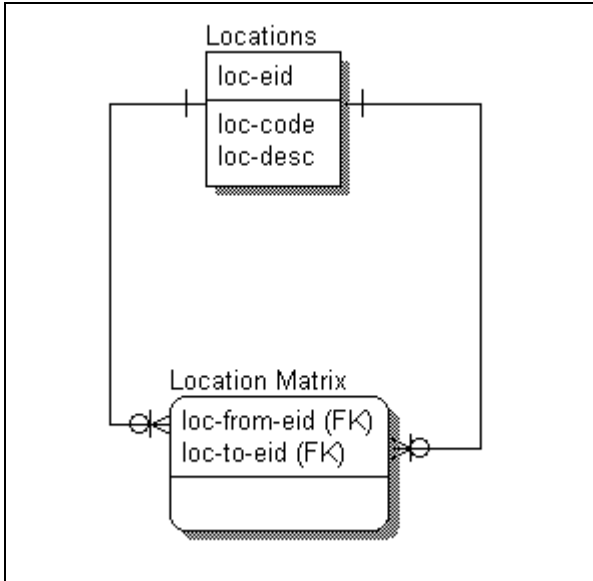 Locations
loc-eid
loc-code
loc-desc
Location Matrix
loc-from-eid (FK)
loc-to-eid (FK)